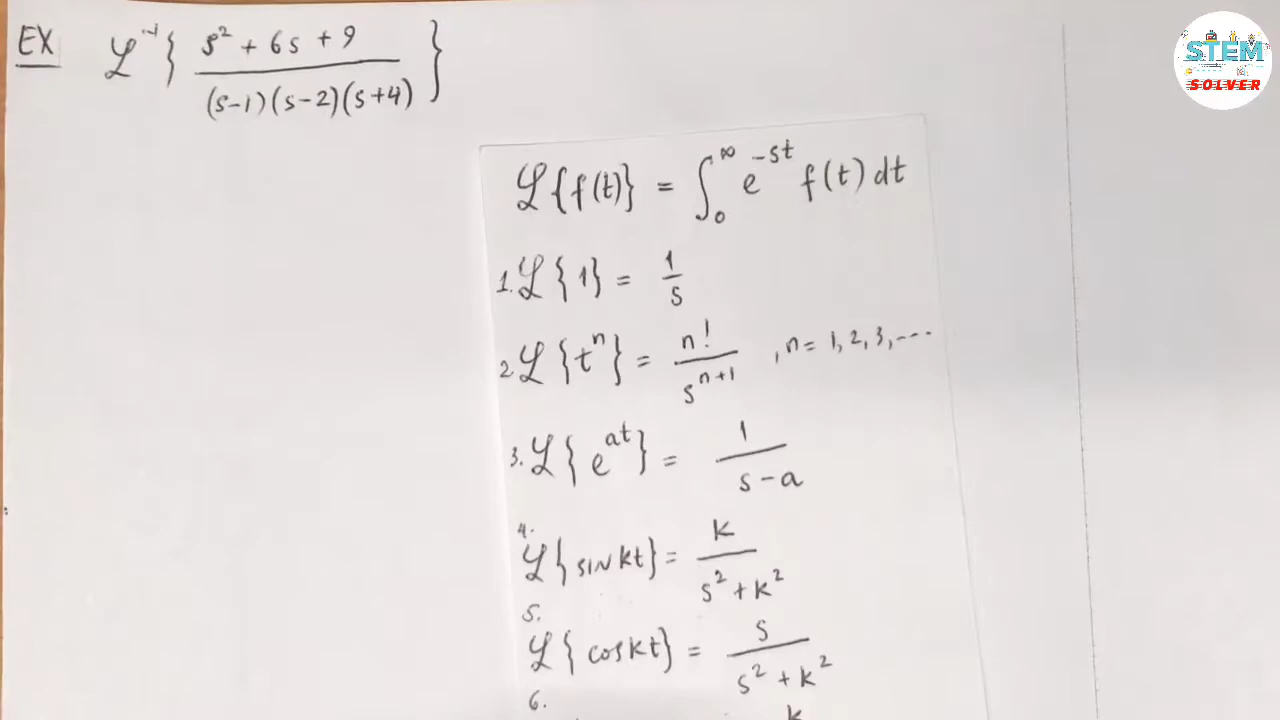 EX ℒ⁻¹{ (s² + 6s + 9) / ((s-1)(s-2)(s+4)) }
STEM
SOLVER
ℒ{f(t)} = ∫₀^∞ e^(-st) f(t) dt
1. ℒ{1} = 1/s
2. ℒ{tⁿ} = n!/s^(n+1) , n = 1, 2, 3, ....
3. ℒ{e^(at)} = 1/(s-a)
4. ℒ{sin kt} = k/(s² + k²)
5. ℒ{cos kt} = s/(s² + k²)
6.
k